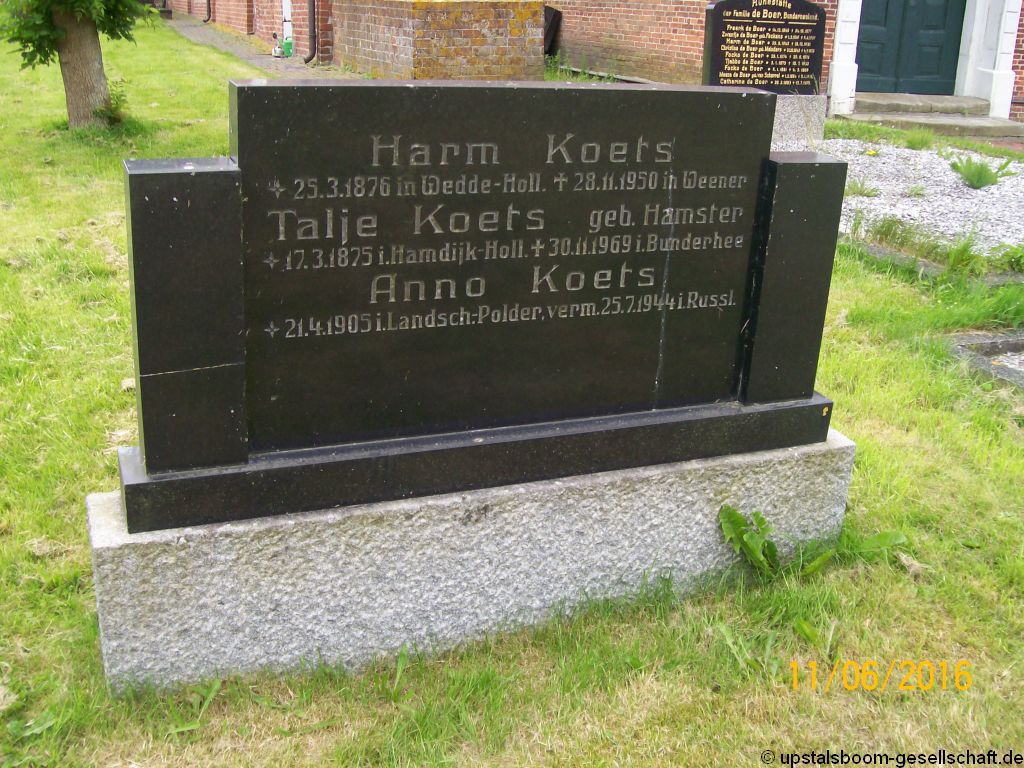 Harm Koets
25.3.1876 in Wedde-Holl. ✝ 28.11.1950 in Weener
Talje Koets geb. Hamster
17.3.1875 i. Hamdijk-Holl. ✝ 30.11.1969 i. Bunderhee
Anno Koets
21.4.1905 i. Landsch.-Polder, verm. 25.7.1944 i. Russl.
Ruhestätte
der Familie de Boer, Bunderneuland.
11/06/2016
© upstalsboom-gesellschaft.de